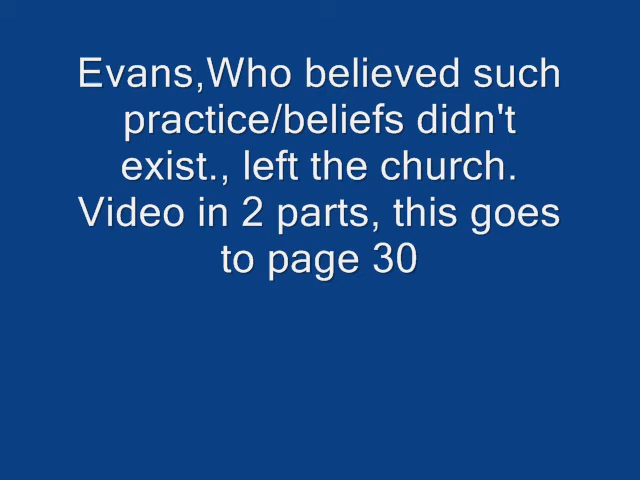 Evans,Who believed such
practice/beliefs didn't
exist., left the church.
Video in 2 parts, this goes
to page 30